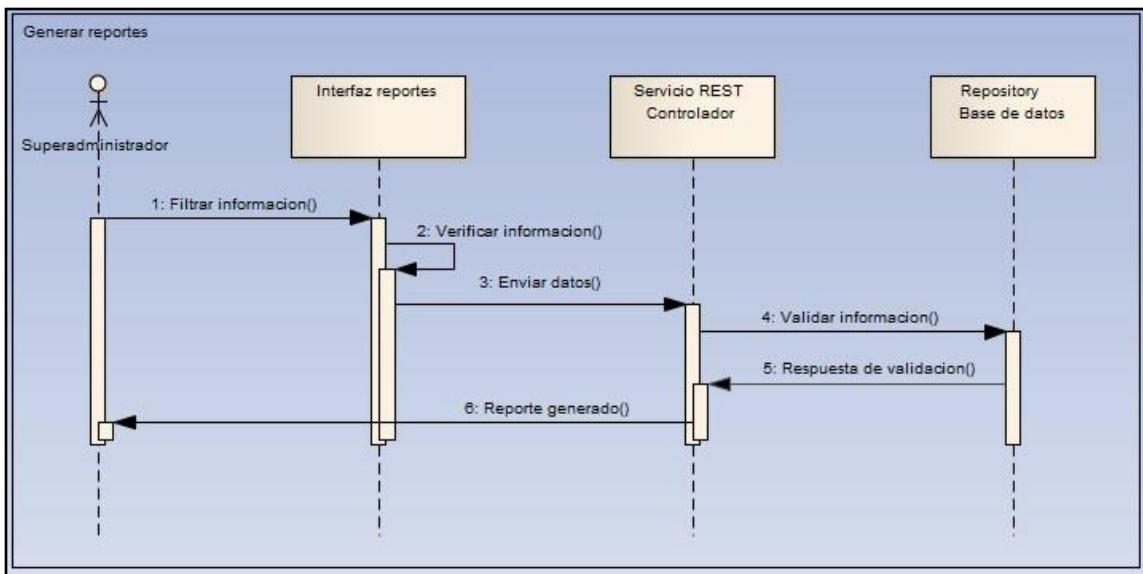 Generar reportes
Superadministrador
Interfaz reportes
Servicio REST
Controlador
Repository
Base de datos
1: Filtrar informacion()
2: Verificar informacion()
3: Enviar datos()
4: Validar informacion()
5: Respuesta de validacion()
6: Reporte generado()